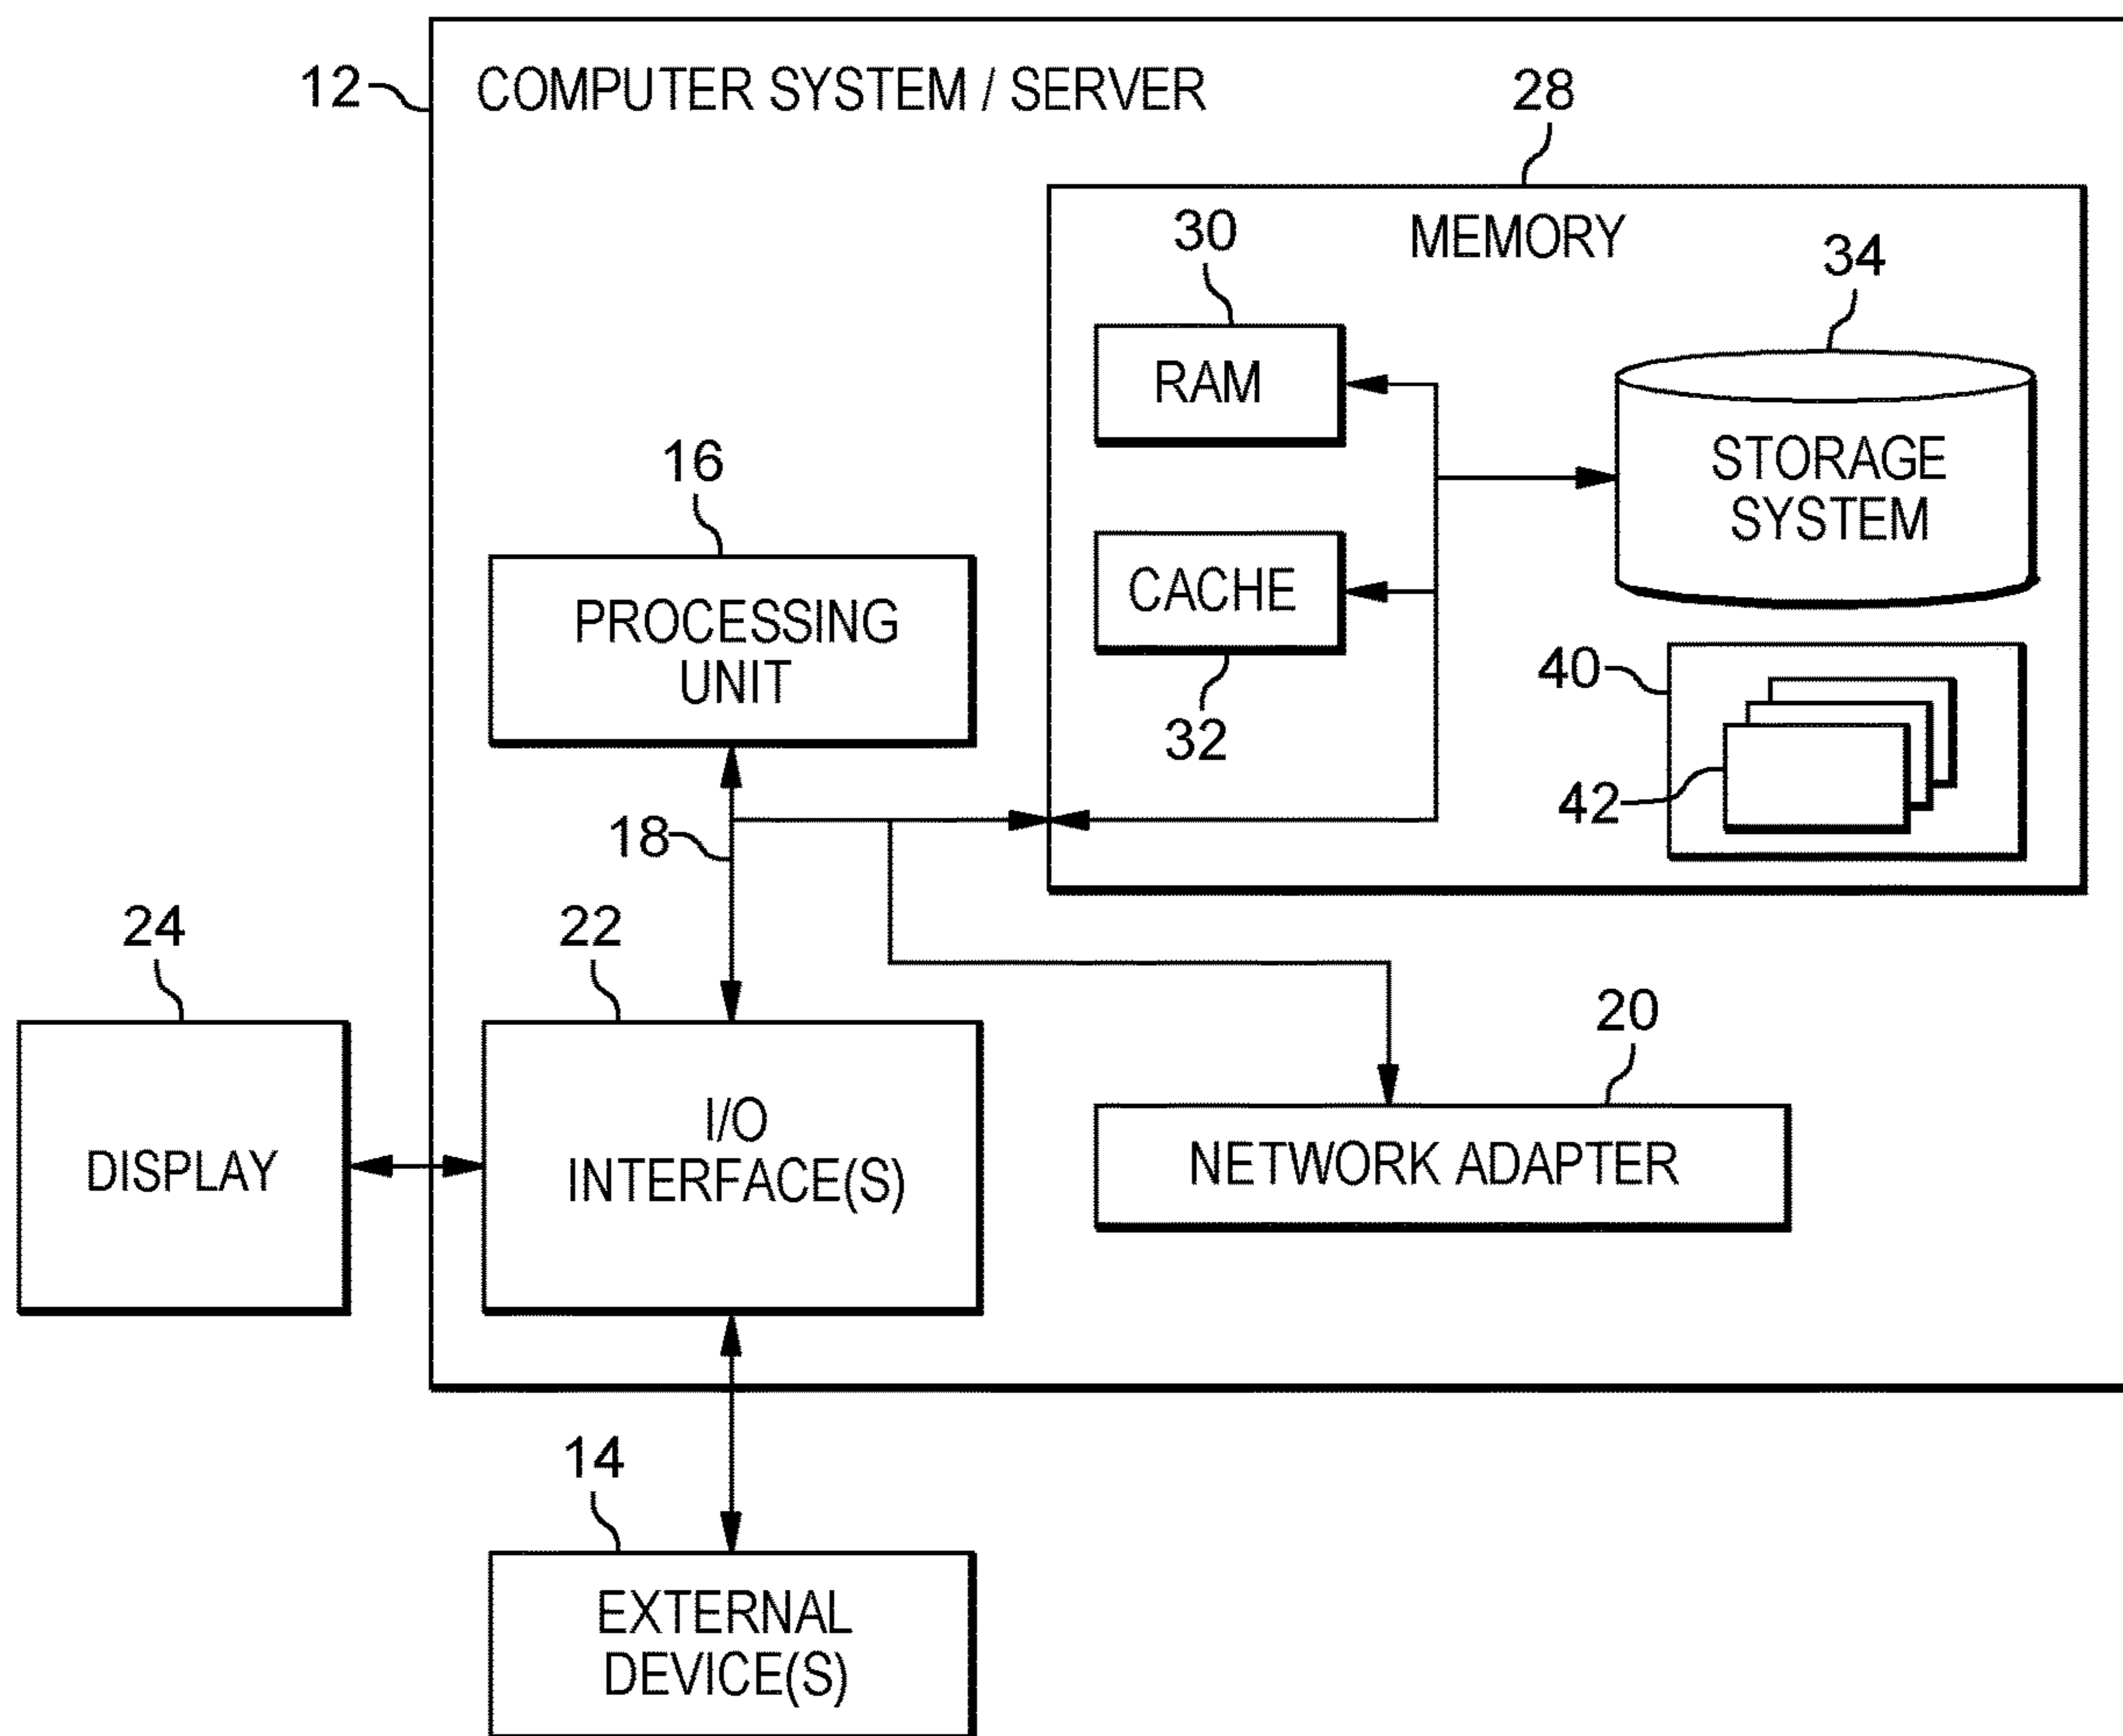 12
COMPUTER SYSTEM / SERVER
28
MEMORY
30
RAM
34
STORAGE
SYSTEM
16
PROCESSING
UNIT
CACHE
32
40
42
18
24
DISPLAY
22
I/O
INTERFACE(S)
20
NETWORK ADAPTER
14
EXTERNAL
DEVICE(S)